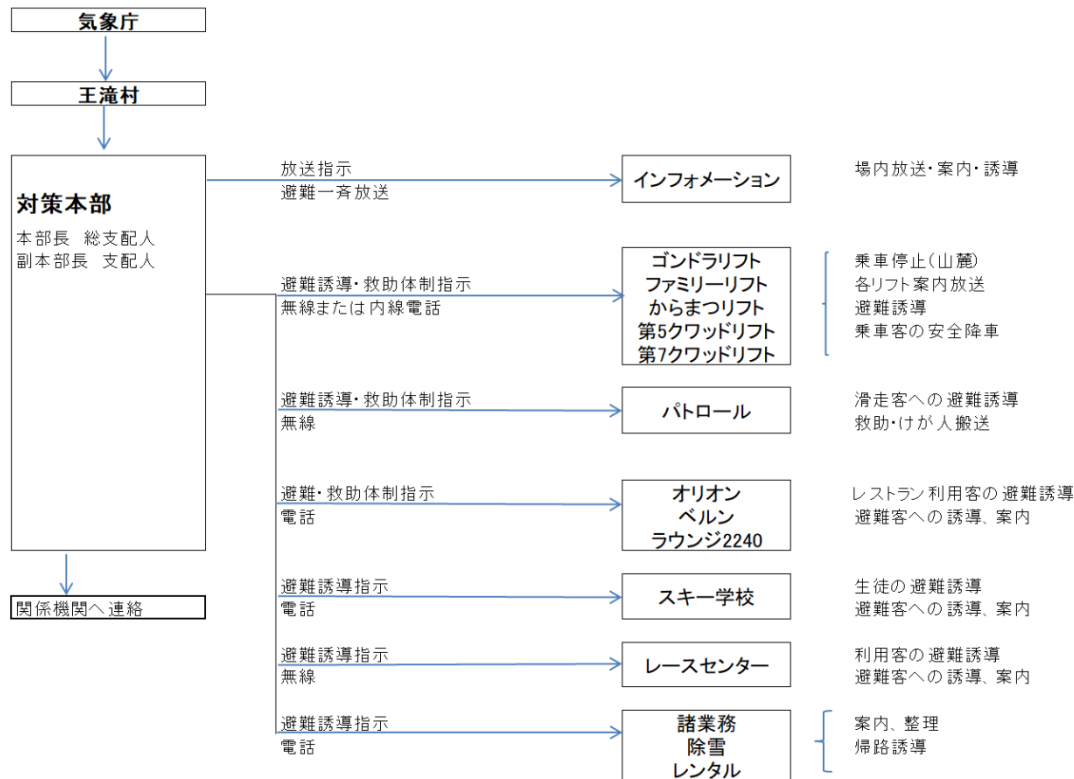 気象庁
王滝村
対策本部
本部長 総支配人
副本部長 支配人
関係機関へ連絡
放送指示
避難一斉放送
インフォメーション
場内放送・案内・誘導
避難誘導・救助体制指示
無線または内線電話
ゴンドラリフト
ファミリーリフト
からまつリフト
第5クワッドリフト
第7クワッドリフト
乗車停止(山麓)
各リフト案内放送
避難誘導
乗車客の安全降車
避難誘導・救助体制指示
無線
パトロール
滑走客への避難誘導
救助・けが人搬送
避難・救助体制指示
電話
オリオン
ベルン
ラウンジ2240
レストラン利用客の避難誘導
避難客への誘導、案内
避難誘導指示
電話
スキー学校
生徒の避難誘導
避難客への誘導、案内
避難誘導指示
無線
レースセンター
利用客の避難誘導
避難客への誘導、案内
避難誘導指示
電話
諸業務
除雪
レンタル
案内、整理
帰路誘導